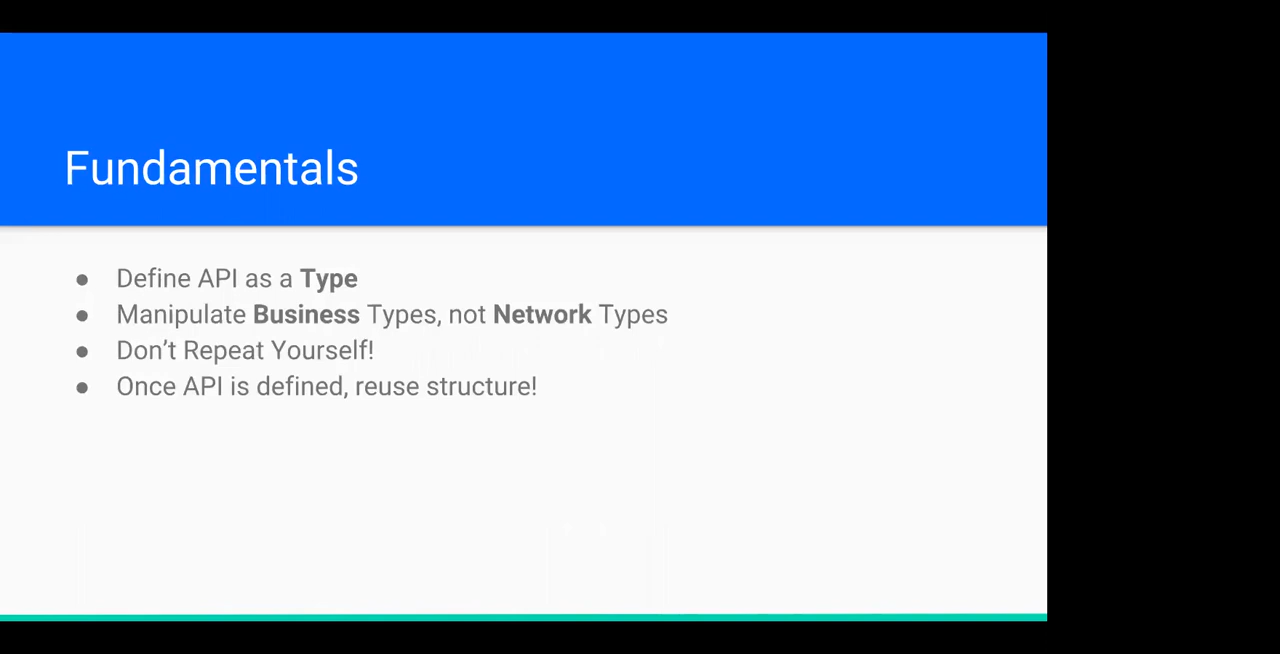 Fundamentals
● Define API as a Type
● Manipulate Business Types, not Network Types
● Don’t Repeat Yourself!
● Once API is defined, reuse structure!